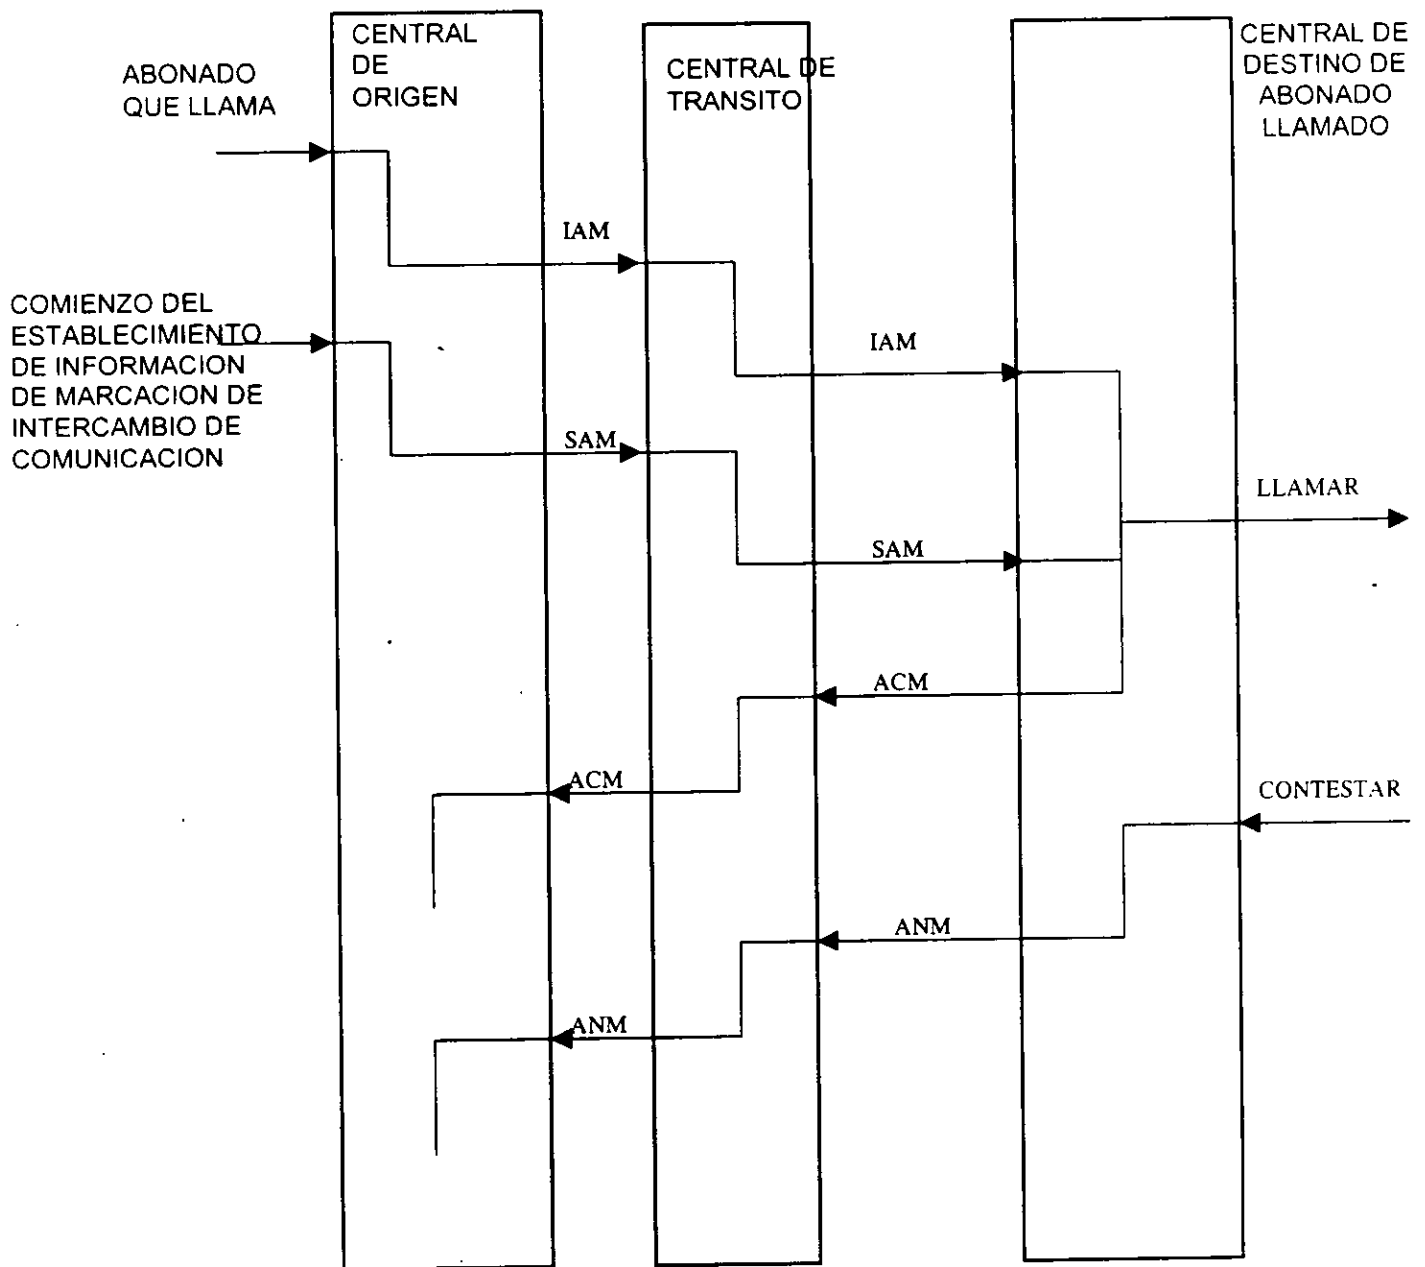 ABONADO
QUE LLAMA
CENTRAL
DE
ORIGEN
CENTRAL DE
TRANSITO
CENTRAL DE
DESTINO DE
ABONADO
LLAMADO
IAM
COMIENZO DEL
ESTABLECIMIENTO
DE INFORMACION
DE MARCACION DE
INTERCAMBIO DE
COMUNICACION
IAM
SAM
LLAMAR
SAM
ACM
ACM
CONTESTAR
ANM
ANM